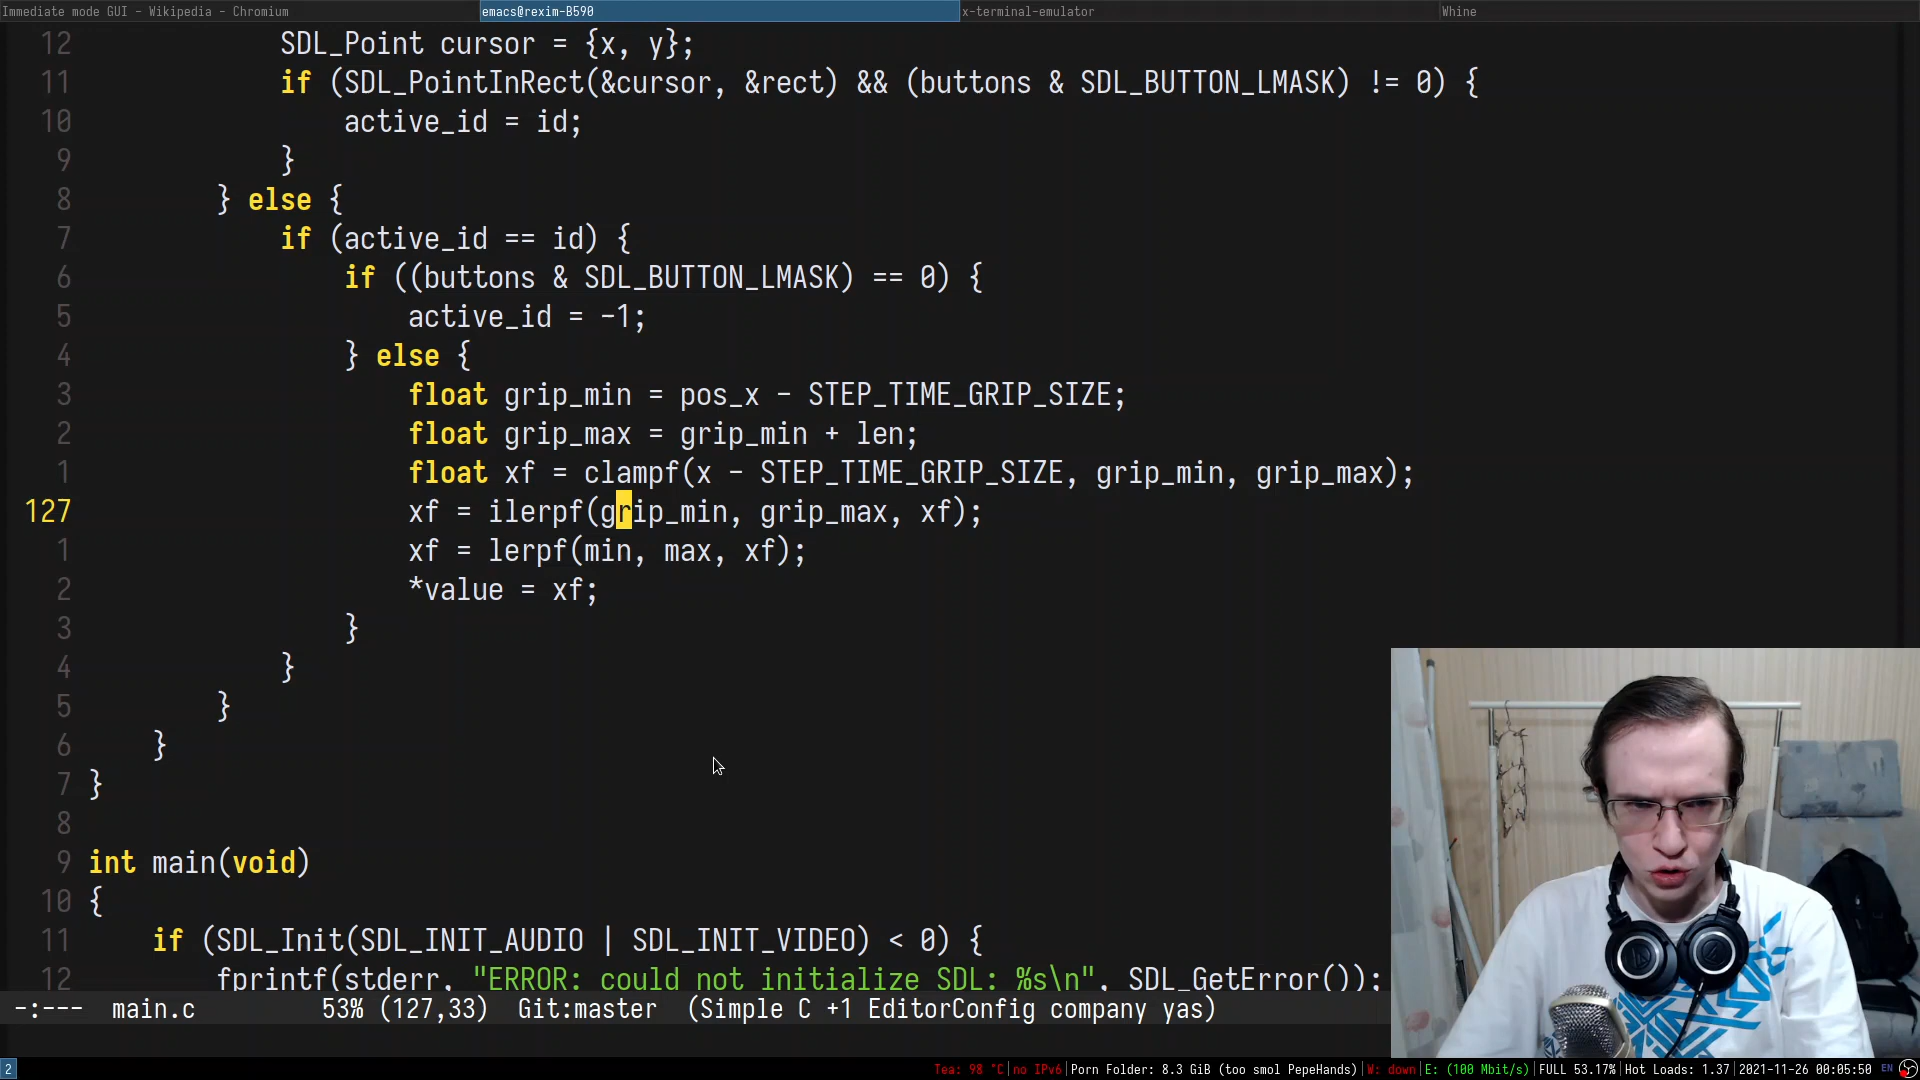 Immediate mode GUI - Wikipedia - Chromium emacs@rexim-B590 x-terminal-emulator Whine
12 SDL_Point cursor = {x, y};
11 if (SDL_PointInRect(&cursor, &rect) && (buttons & SDL_BUTTON_LMASK) != 0) {
10 active_id = id;
9 }
8 } else {
7 if (active_id == id) {
6 if ((buttons & SDL_BUTTON_LMASK) == 0) {
5 active_id = -1;
4 } else {
3 float grip_min = pos_x - STEP_TIME_GRIP_SIZE;
2 float grip_max = grip_min + len;
1 float xf = clampf(x - STEP_TIME_GRIP_SIZE, grip_min, grip_max);
127 xf = ilerpf(grip_min, grip_max, xf);
1 xf = lerpf(min, max, xf);
2 *value = xf;
3 }
4 }
5 }
6 }
7 }
8
9 int main(void)
10 {
11 if (SDL_Init(SDL_INIT_AUDIO | SDL_INIT_VIDEO) < 0) {
12 fprintf(stderr, "ERROR: could not initialize SDL: %s\n", SDL_GetError());
-:--- main.c 53% (127,33) Git:master (Simple C +1 EditorConfig company yas)
2 Tea: 98 °C|no IPv6|Porn Folder: 8.3 GiB (too smol PepeHands)|W: down|E: (100 Mbit/s)|FULL 53.17%|Hot Loads: 1.37|2021-11-26 00:05:50 EN